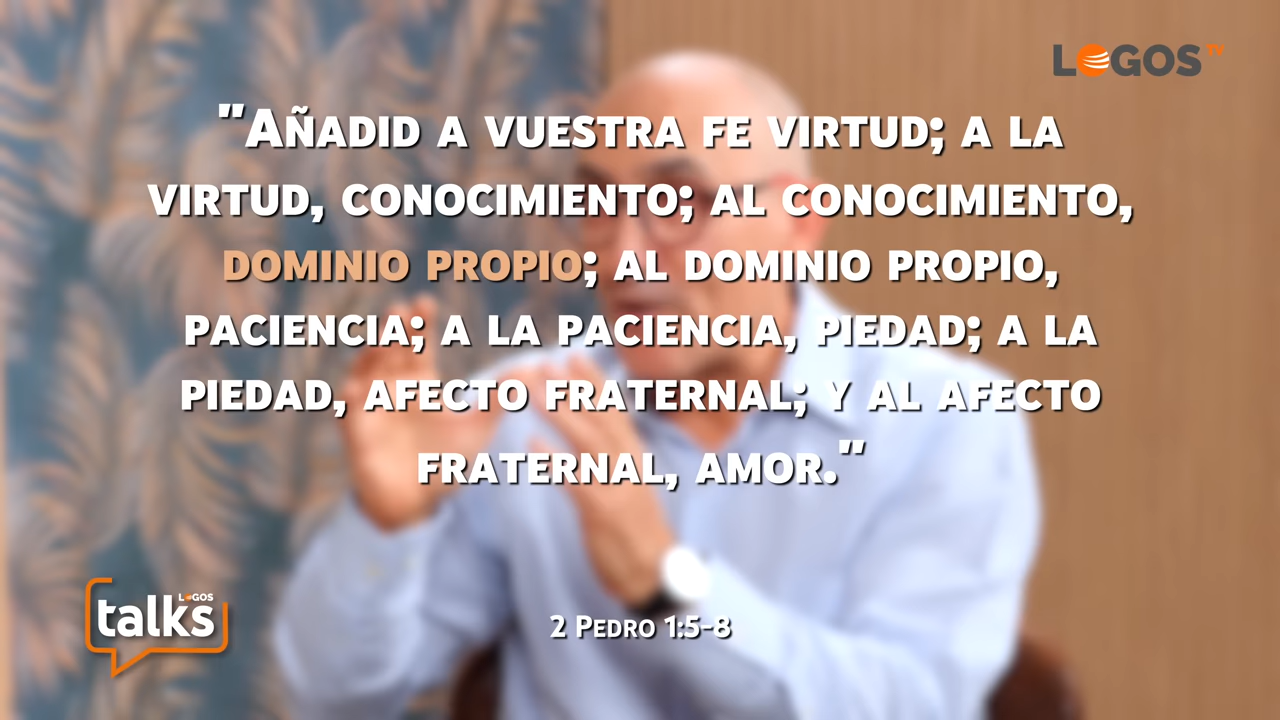 LOGOS TV
"Añadid a vuestra fe virtud; a la
virtud, conocimiento; al conocimiento,
dominio propio; al dominio propio,
paciencia; a la paciencia, piedad; a la
piedad, afecto fraternal; y al afecto
fraternal, amor."
LOGOS
talks
2 Pedro 1:5-8